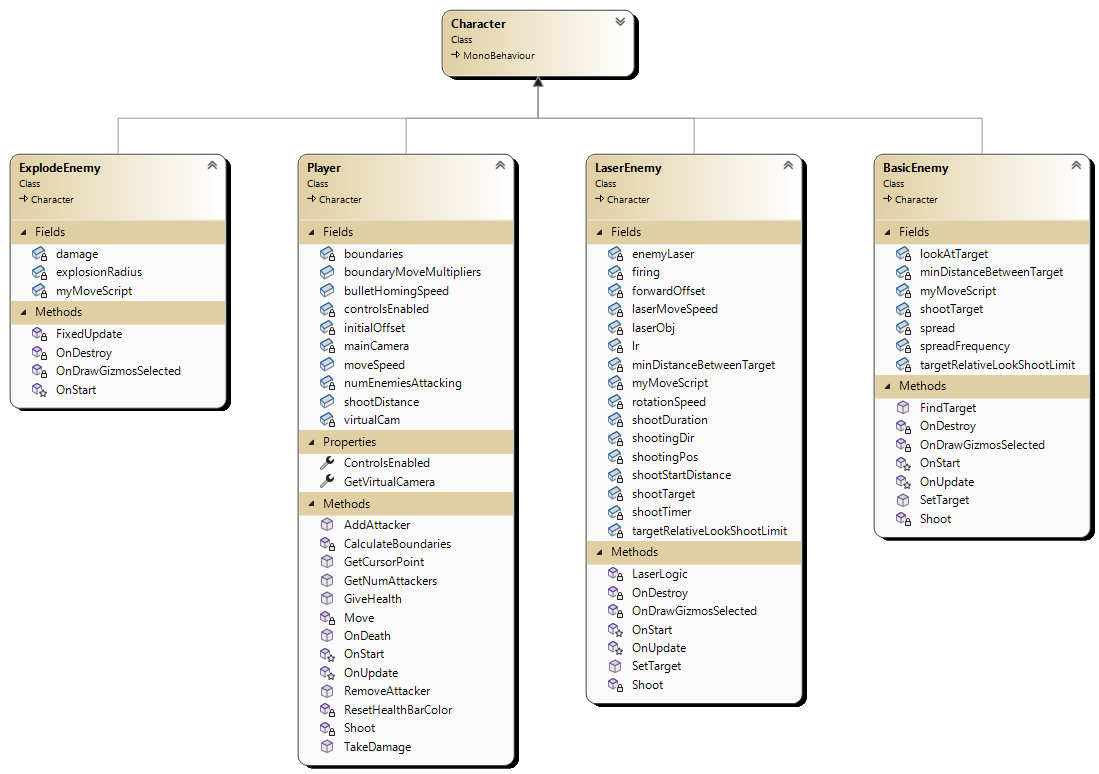 Character
Class
MonoBehaviour
ExplodeEnemy
Class
Character
Fields
damage
explosionRadius
myMoveScript
Methods
FixedUpdate
OnDestroy
OnDrawGizmosSelected
OnStart
Player
Class
Character
Fields
boundaries
boundaryMoveMultipliers
bulletHomingSpeed
controlsEnabled
initialOffset
mainCamera
moveSpeed
numEnemiesAttacking
shootDistance
virtualCam
Properties
ControlsEnabled
GetVirtualCamera
Methods
AddAttacker
CalculateBoundaries
GetCursorPoint
GetNumAttackers
GiveHealth
Move
OnDeath
OnStart
OnUpdate
RemoveAttacker
ResetHealthBarColor
Shoot
TakeDamage
LaserEnemy
Class
Character
Fields
enemyLaser
firing
forwardOffset
laserMoveSpeed
laserObj
lr
minDistanceBetweenTarget
myMoveScript
rotationSpeed
shootDuration
shootingDir
shootingPos
shootStartDistance
shootTarget
shootTimer
targetRelativeLookShootLimit
Methods
LaserLogic
OnDestroy
OnDrawGizmosSelected
OnStart
OnUpdate
SetTarget
Shoot
BasicEnemy
Class
Character
Fields
lookAtTarget
minDistanceBetweenTarget
myMoveScript
shootTarget
spread
spreadFrequency
targetRelativeLookShootLimit
Methods
FindTarget
OnDestroy
OnDrawGizmosSelected
OnStart
OnUpdate
SetTarget
Shoot